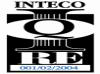 INTECO
Q
RE
001/02/2004